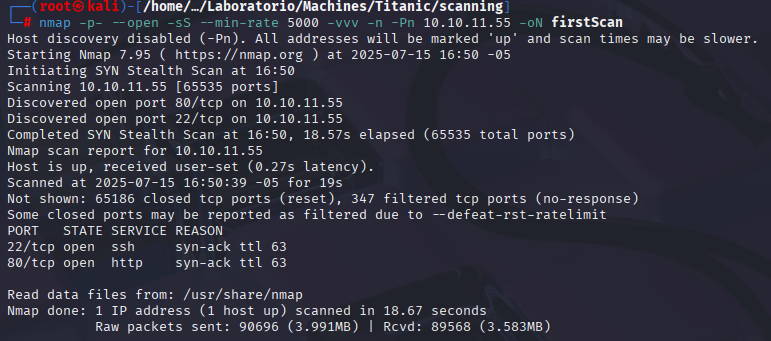 (root㉿kali)-[/home/…/Laboratorio/Machines/Titanic/scanning]
# nmap -p- --open -sS --min-rate 5000 -vvv -n -Pn 10.10.11.55 -oN firstScan
Host discovery disabled (-Pn). All addresses will be marked 'up' and scan times may be slower.
Starting Nmap 7.95 ( https://nmap.org ) at 2025-07-15 16:50 -05
Initiating SYN Stealth Scan at 16:50
Scanning 10.10.11.55 [65535 ports]
Discovered open port 80/tcp on 10.10.11.55
Discovered open port 22/tcp on 10.10.11.55
Completed SYN Stealth Scan at 16:50, 18.57s elapsed (65535 total ports)
Nmap scan report for 10.10.11.55
Host is up, received user-set (0.27s latency).
Scanned at 2025-07-15 16:50:39 -05 for 19s
Not shown: 65186 closed tcp ports (reset), 347 filtered tcp ports (no-response)
Some closed ports may be reported as filtered due to --defeat-rst-ratelimit
PORT   STATE SERVICE REASON
22/tcp open  ssh     syn-ack ttl 63
80/tcp open  http    syn-ack ttl 63
Read data files from: /usr/share/nmap
Nmap done: 1 IP address (1 host up) scanned in 18.67 seconds
Raw packets sent: 90696 (3.991MB) | Rcvd: 89568 (3.583MB)